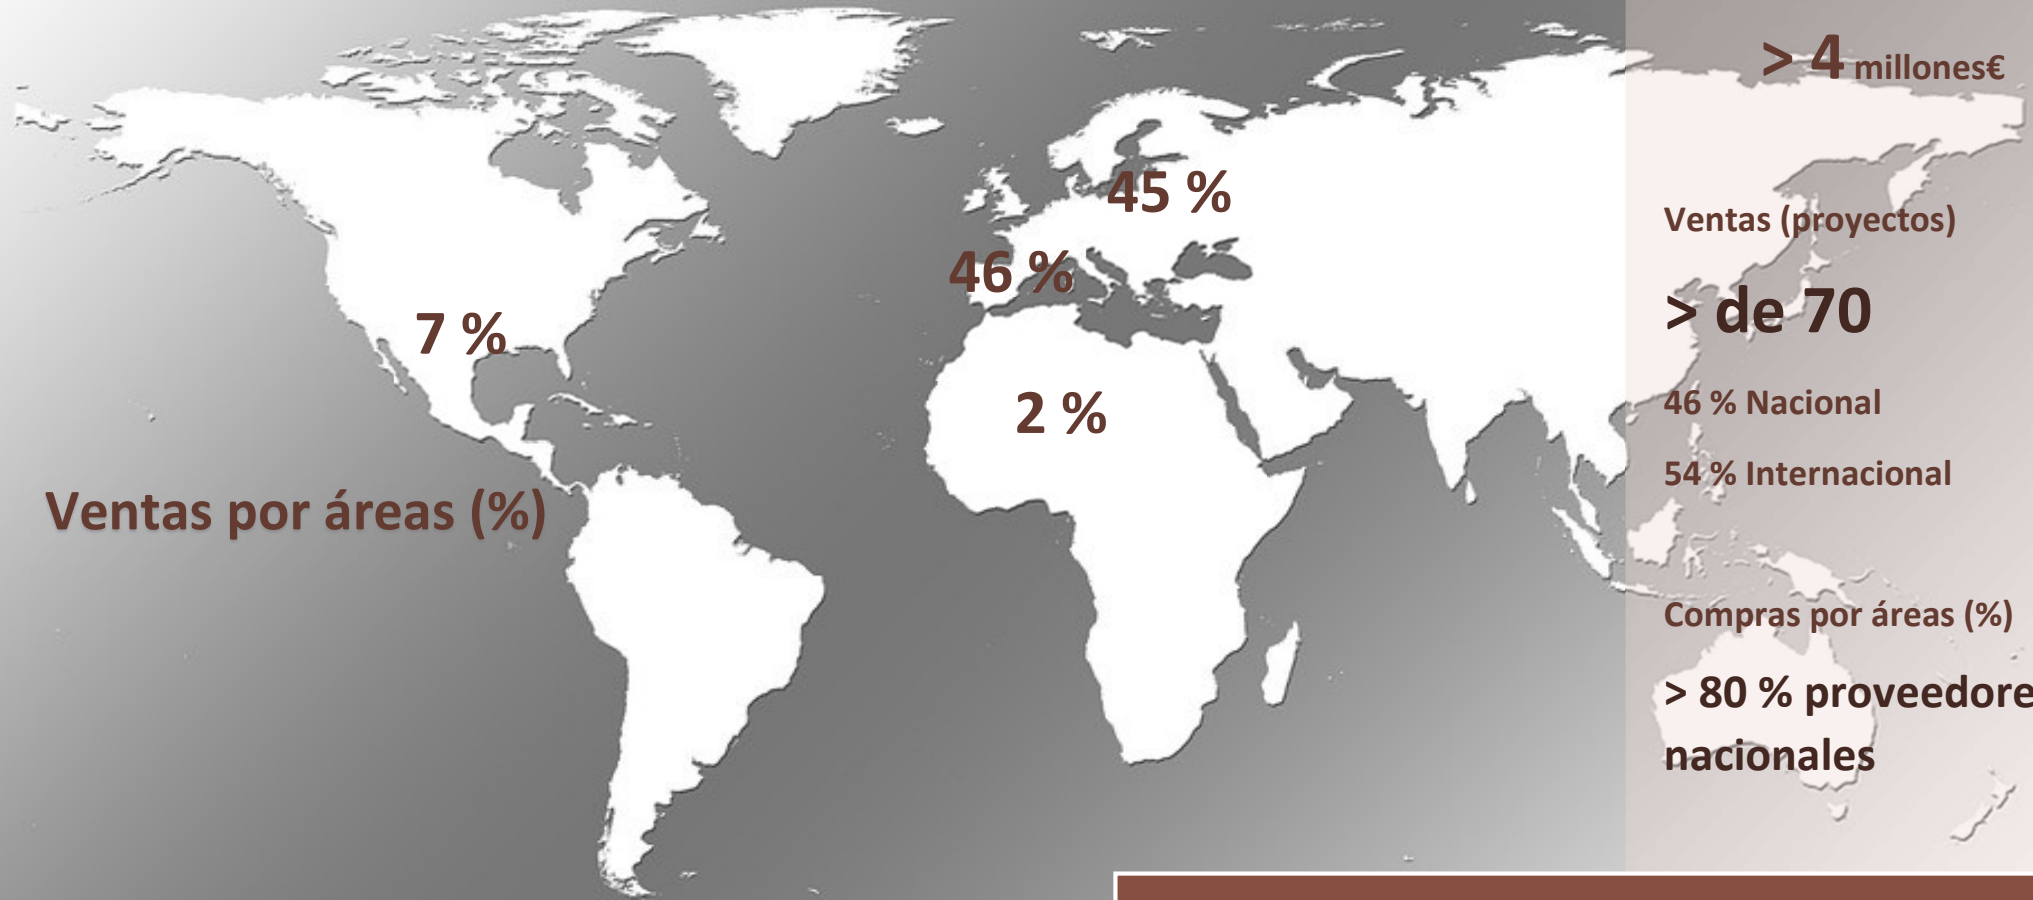 > 4 millones€
45 %
Ventas (proyectos)
46 %
> de 70
7 %
46 % Nacional
2 %
54 % Internacional
Ventas por áreas (%)
Compras por áreas (%)
> 80 % proveedore
nacionales